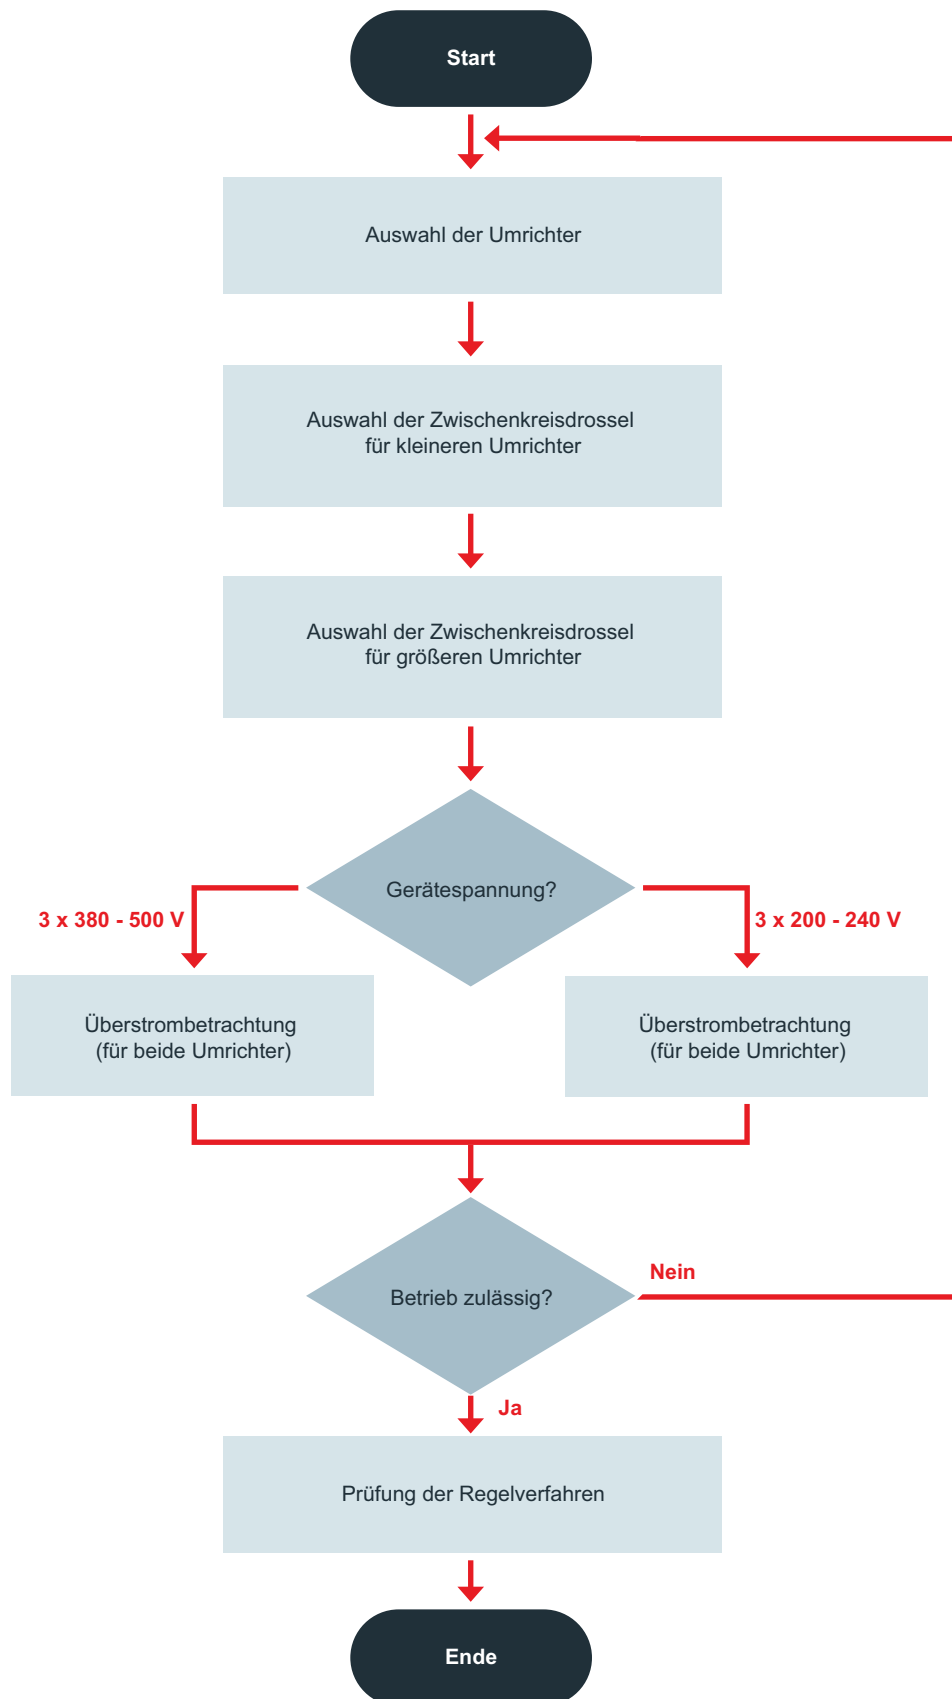 Start
Auswahl der Umrichter
Auswahl der Zwischenkreisdrossel
für kleineren Umrichter
Auswahl der Zwischenkreisdrossel
für größeren Umrichter
Gerätespannung?
3 x 380 - 500 V
3 x 200 - 240 V
Überstrombetrachtung
(für beide Umrichter)
Überstrombetrachtung
(für beide Umrichter)
Betrieb zulässig?
Nein
Ja
Prüfung der Regelverfahren
Ende